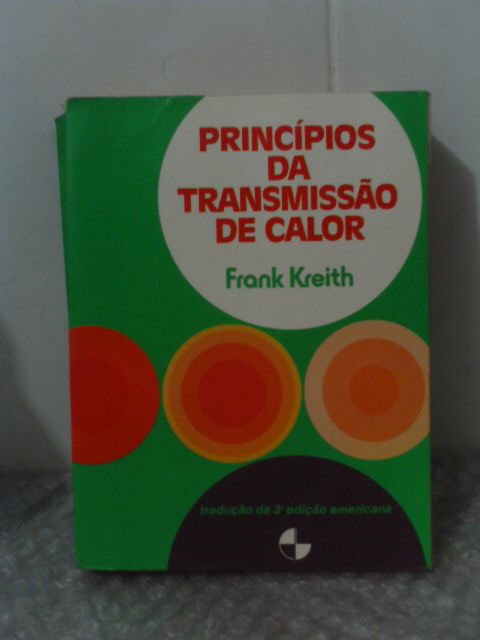 PRINCÍPIOS
DA
TRANSMISSÃO
DE CALOR
Frank Kreith
tradução da 3ª edição americana